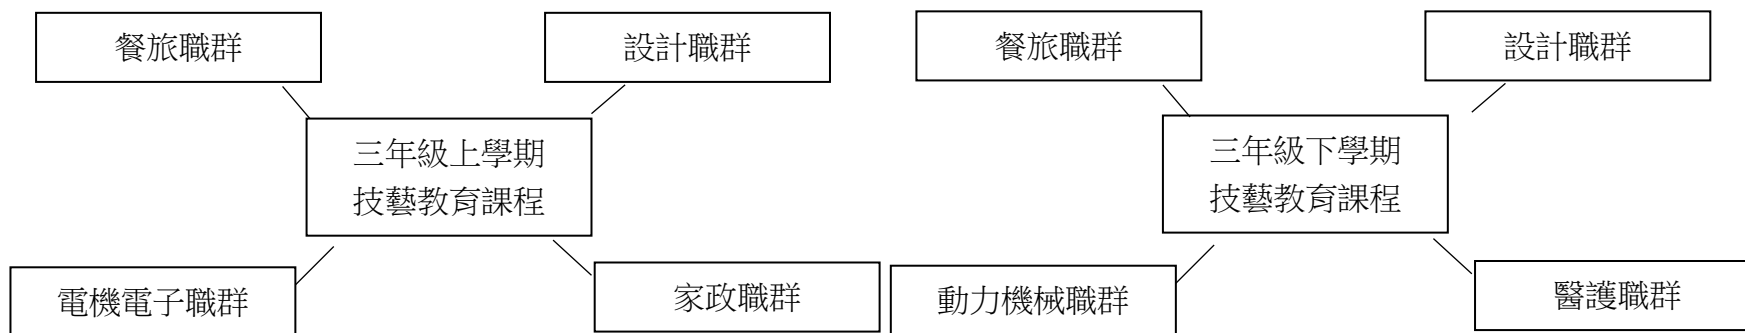 餐旅職群
設計職群
三年級上學期
技藝教育課程
電機電子職群
家政職群
餐旅職群
設計職群
三年級下學期
技藝教育課程
動力機械職群
醫護職群